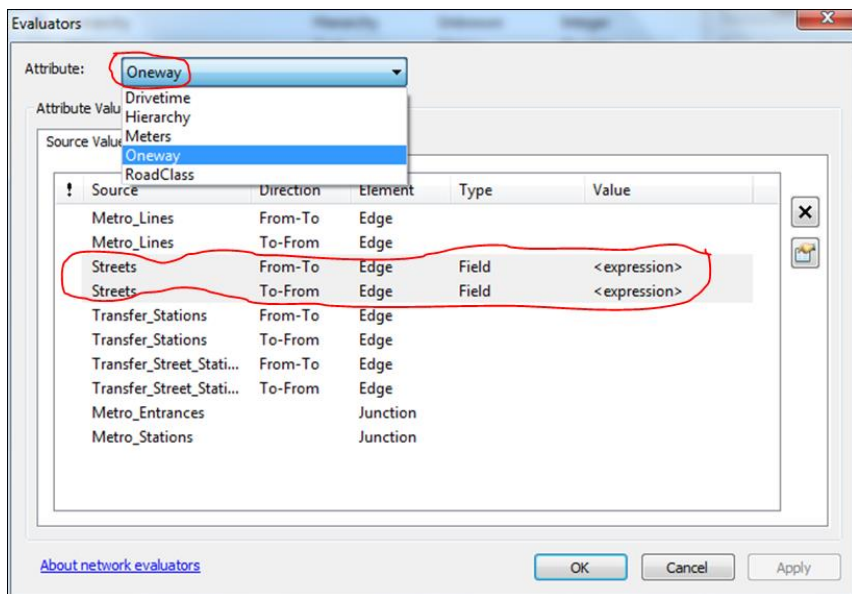 Evaluators
Attribute: Oneway
Drivetime
Hierarchy
Meters
Oneway
RoadClass
Attribute Valu
Source Value
! Source Direction Element Type Value
Metro_Lines From-To Edge
Metro_Lines To-From Edge
Streets From-To Edge Field <expression>
Streets To-From Edge Field <expression>
Transfer_Stations From-To Edge
Transfer_Stations To-From Edge
Transfer_Street_Stati... From-To Edge
Transfer_Street_Stati... To-From Edge
Metro_Entrances Junction
Metro_Stations Junction
About network evaluators
OK Cancel Apply